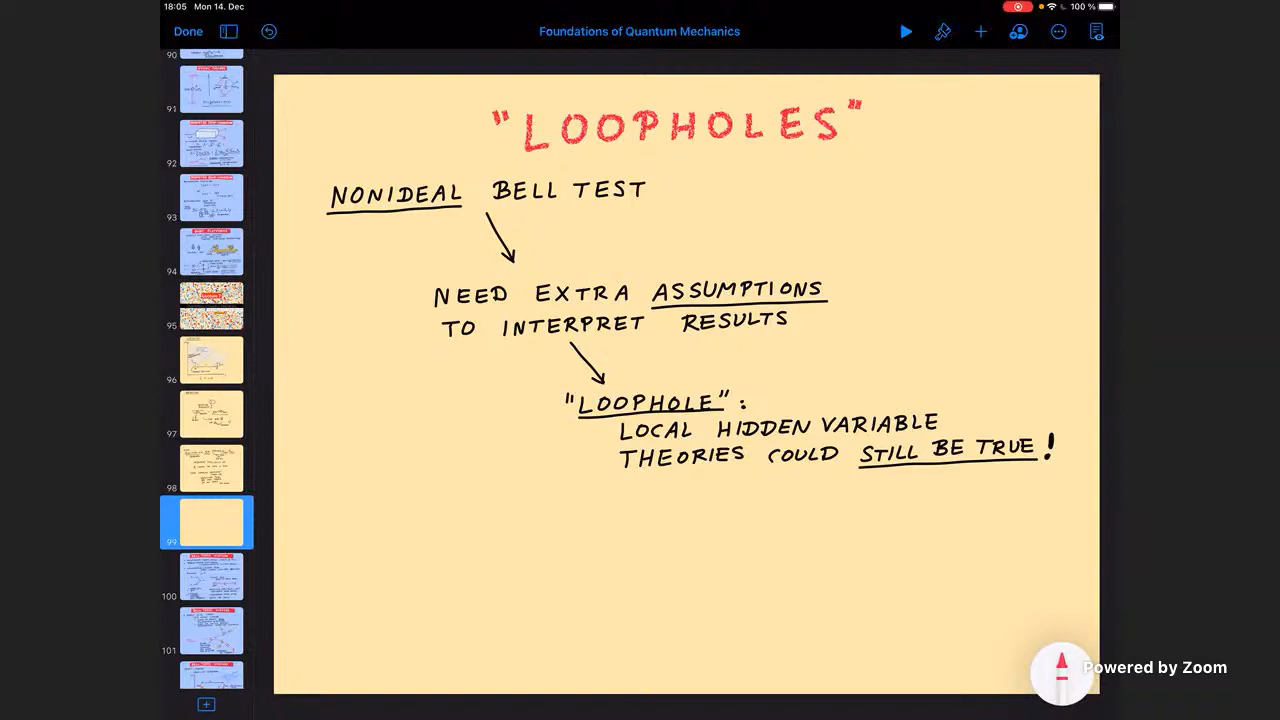 18:05 Mon 14. Dec
100 %
Done
Foundations of Quantum Mechanics
90
91
92
93
94
95
96
97
98
99
100
101
"LOOPHOLES"
NONIDEAL BELL TEST
NEED EXTRA ASSUMPTIONS
TO INTERPRET RESULTS
"LOOPHOLE":
LOCAL HIDDEN VARIABLE
THEORIES COULD STILL BE TRUE!
Powered by Zoom